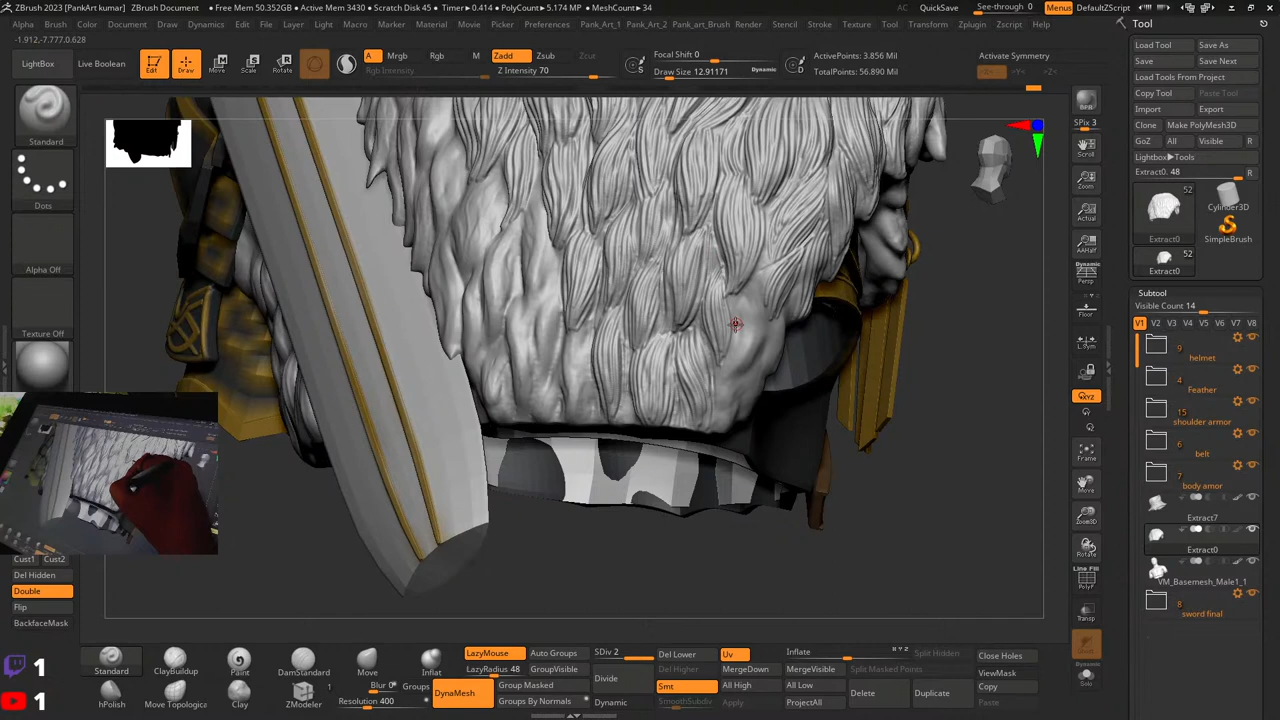 ZBrush 2023 [PankArt kumar] ZBrush Document • Free Mem 50.352GB • Active Mem 3430 • Scratch Disk 45 • Timer▸0.414 • PolyCount▸5.174 MP • MeshCount▸34 AC QuickSave See-through 0 Menus DefaultZScript
Alpha Brush Color Document Draw Dynamics Edit File Layer Light Macro Marker Material Movie Picker Preferences Pank_Art_1 Pank_Art_2 Pank_art_Brush Render Stencil Stroke Texture Tool Transform Zplugin Zscript Help
-1.912,-7.777,0.628
LightBox Live Boolean Edit Draw Move Scale Rotate A Mrgb Rgb M Zadd Zsub Zcut Focal Shift 0 ActivePoints: 3.856 Mil Activate Symmetry
Rgb Intensity Z Intensity 70 S Draw Size 12.91171 Dynamic D TotalPoints: 56.890 Mil
Standard
Dots
Alpha Off
Texture Off
Cust1 Cust2
Del Hidden
Double
Flip
BackfaceMask
1
1
BPR
SPix 3
Scroll
Zoom
Actual
AAHalf
Dynamic
Persp
Floor
L.Sym
XYZ
Frame
Move
Zoom3D
Rotate
Line Fill
PolyF
Transp
Dynamic
Solo
Tool
Load Tool Save As
Save Save Next
Load Tools From Project
Copy Tool Paste Tool
Import Export
Clone Make PolyMesh3D
GoZ All Visible R
Lightbox▸Tools
Extract0. 48 R
52
Extract0 Cylinder3D
SimpleBrush
52
Extract0
Subtool
Visible Count 14
V1 V2 V3 V4 V5 V6 V7 V8
9
helmet
4
Feather
15
shoulder armor
6
belt
7
body amor
Extract7
Extract0
VM_Basemesh_Male1_1
8
sword final
Standard ClayBuildup Paint DamStandard Move Inflat
hPolish Move Topologica Clay ZModeler 1
LazyMouse Auto Groups SDiv 2 Del Lower Uv Inflate Split Hidden Close Holes
LazyRadius 48 GroupVisible Divide Del Higher MergeDown MergeVisible Split Masked Points ViewMask
Blur 0 Groups DynaMesh Group Masked Smt All High All Low Delete Duplicate Copy
Resolution 400 Groups By Normals Dynamic SmoothSubdiv Apply ProjectAll Paste